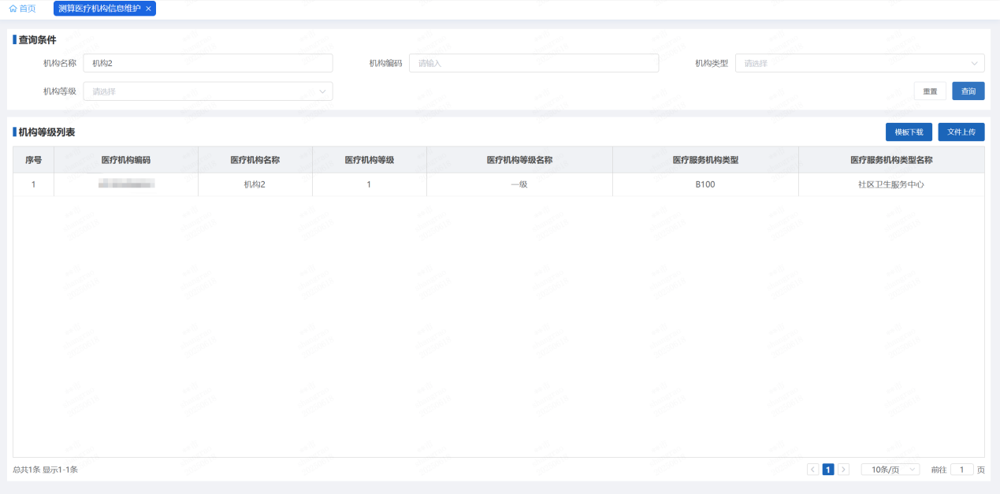 首页 测算医疗机构信息维护 ×
查询条件
机构名称 机构2 机构编码 请输入 机构类型 请选择
机构等级 请选择 重置 查询
机构等级列表 模板下载 文件上传
序号 医疗机构编码 医疗机构名称 医疗机构等级 医疗机构等级名称 医疗服务机构类型 医疗服务机构类型名称
1 机构2 1 一级 B100 社区卫生服务中心
总共1条 显示1-1条 < 1 > 10条/页 前往 1 页